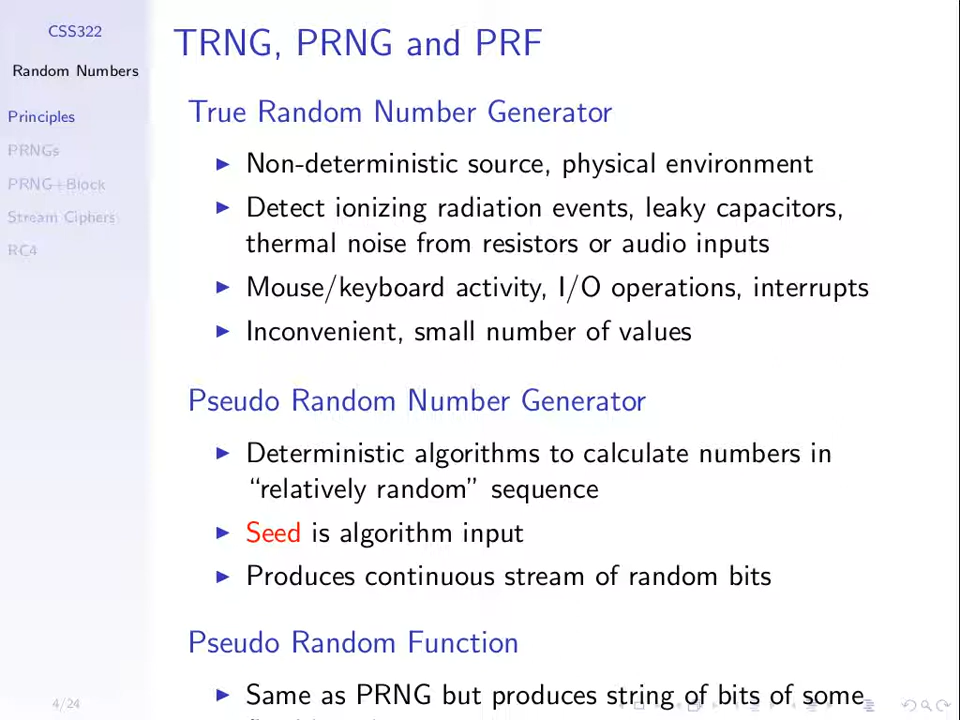 CSS322
Random Numbers
Principles
PRNGs
PRNG+Block
Stream Ciphers
RC4
TRNG, PRNG and PRF
True Random Number Generator
Non-deterministic source, physical environment
Detect ionizing radiation events, leaky capacitors,
thermal noise from resistors or audio inputs
Mouse/keyboard activity, I/O operations, interrupts
Inconvenient, small number of values
Pseudo Random Number Generator
Deterministic algorithms to calculate numbers in
“relatively random” sequence
Seed is algorithm input
Produces continuous stream of random bits
Pseudo Random Function
Same as PRNG but produces string of bits of some
4/24